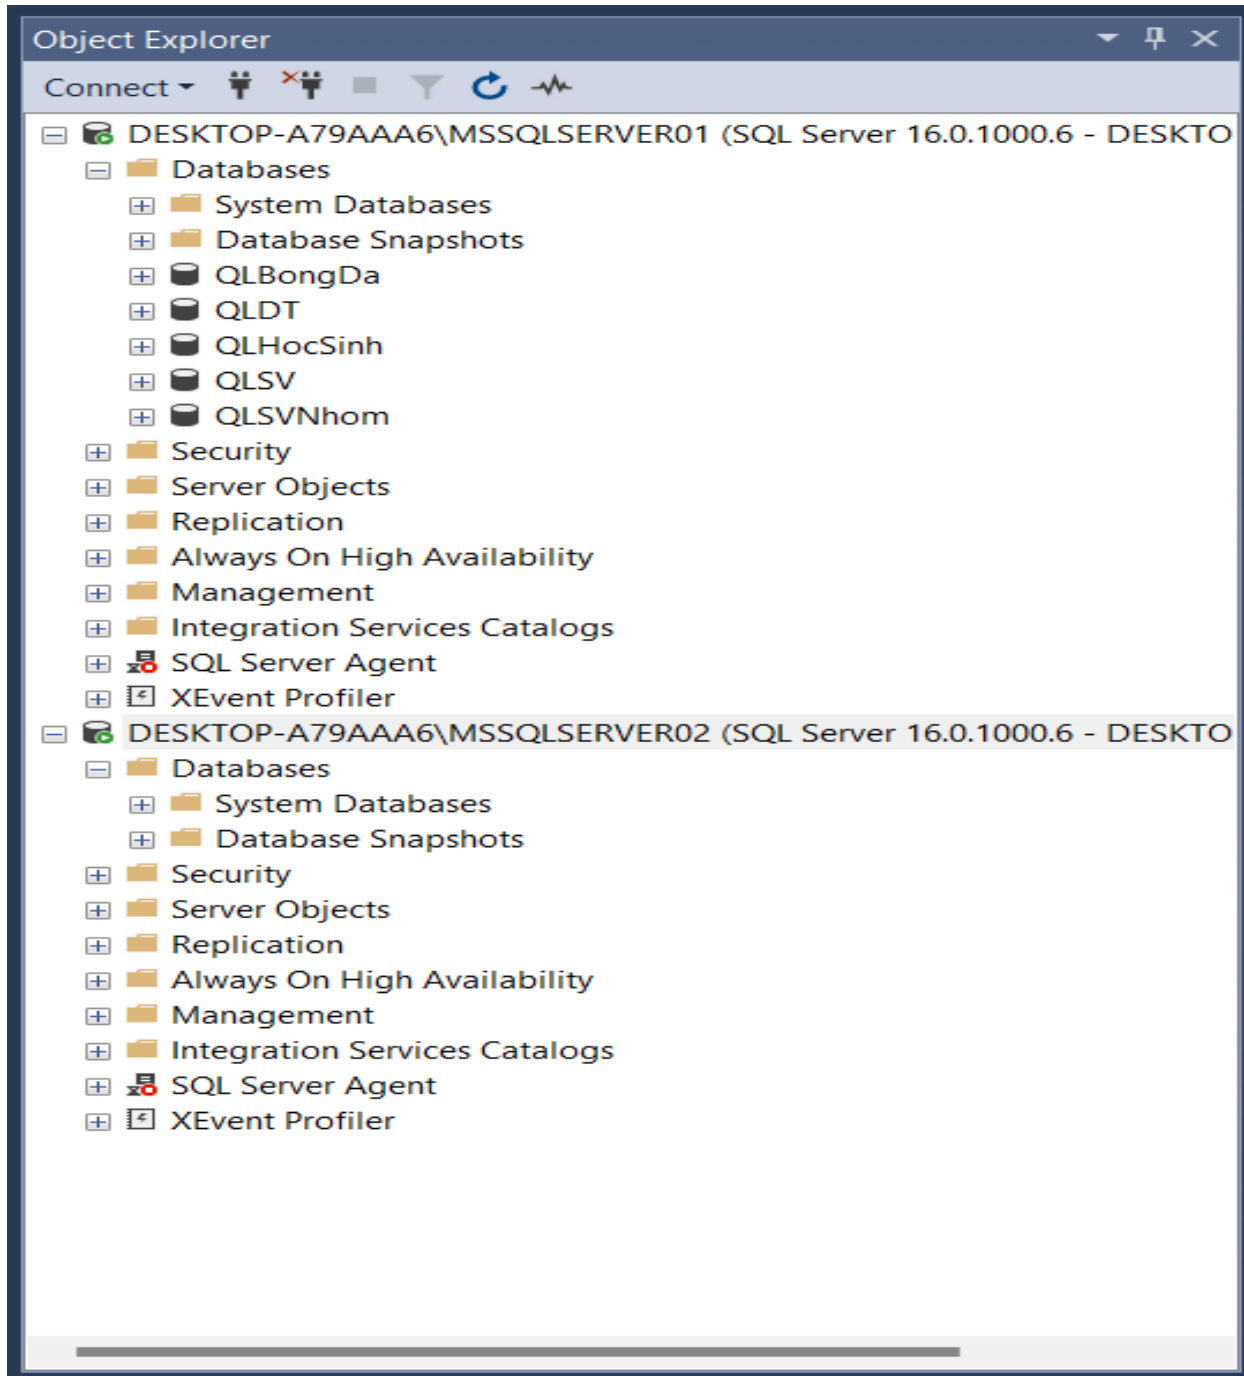 Object Explorer
Connect
DESKTOP-A79AAA6\MSSQLSERVER01 (SQL Server 16.0.1000.6 - DESKTO
Databases
System Databases
Database Snapshots
QLBongDa
QLDT
QLHocSinh
QLSV
QLSVNhom
Security
Server Objects
Replication
Always On High Availability
Management
Integration Services Catalogs
SQL Server Agent
XEvent Profiler
DESKTOP-A79AAA6\MSSQLSERVER02 (SQL Server 16.0.1000.6 - DESKTO
Databases
System Databases
Database Snapshots
Security
Server Objects
Replication
Always On High Availability
Management
Integration Services Catalogs
SQL Server Agent
XEvent Profiler